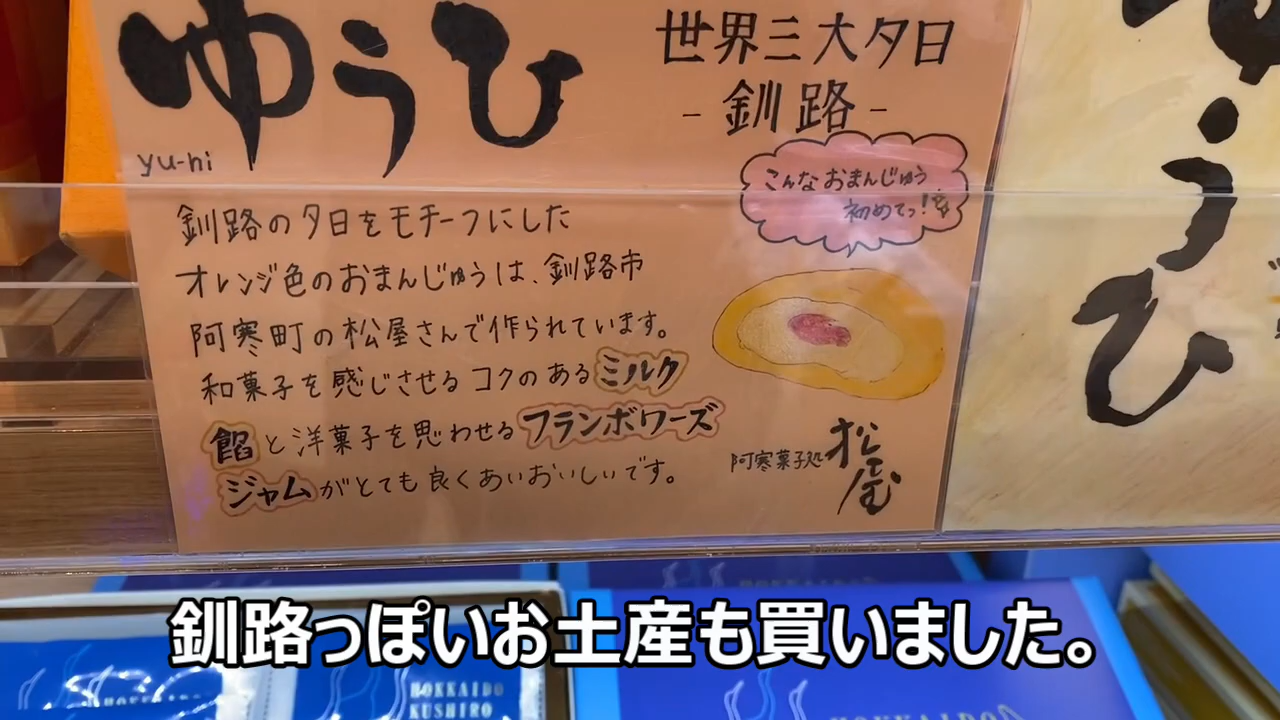 ゆうひ
yu-hi
世界三大夕日
- 釧路 -
こんなおまんじゅう
初めてっ!
釧路の夕日をモチーフにした
オレンジ色のおまんじゅうは、釧路市
阿寒町の松屋さんで作られています。
和菓子を感じさせるコクのあるミルク
餡と洋菓子を思わせるフランボワーズ
ジャムがとても良くあいおいしいです。
阿寒菓子処 松屋
うひ
HOKKAIDO
HOKKAIDO
KUSHIRO
HOKKAIDO
KUSHIRO
HOKKAIDO
釧路っぽいお土産も買いました。